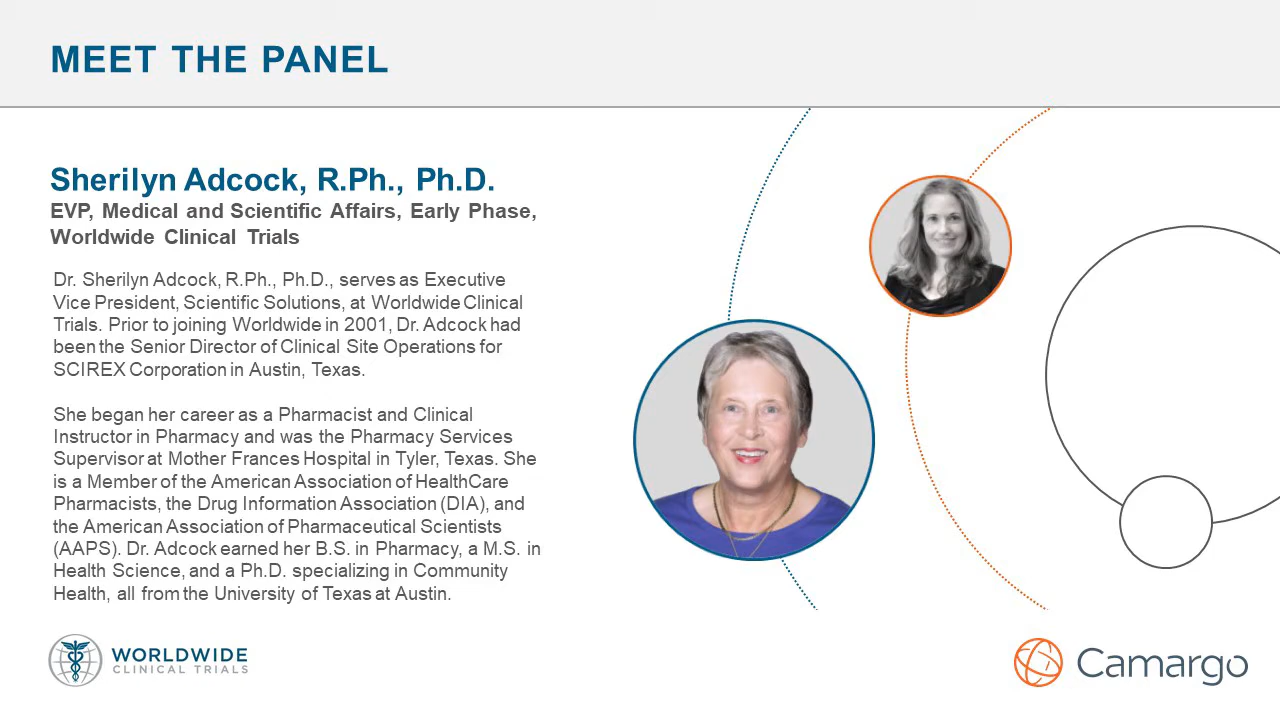 MEET THE PANEL
Sherilyn Adcock, R.Ph., Ph.D.
EVP, Medical and Scientific Affairs, Early Phase,
Worldwide Clinical Trials
Dr. Sherilyn Adcock, R.Ph., Ph.D., serves as Executive
Vice President, Scientific Solutions, at Worldwide Clinical
Trials. Prior to joining Worldwide in 2001, Dr. Adcock had
been the Senior Director of Clinical Site Operations for
SCIREX Corporation in Austin, Texas.
She began her career as a Pharmacist and Clinical
Instructor in Pharmacy and was the Pharmacy Services
Supervisor at Mother Frances Hospital in Tyler, Texas. She
is a Member of the American Association of HealthCare
Pharmacists, the Drug Information Association (DIA), and
the American Association of Pharmaceutical Scientists
(AAPS). Dr. Adcock earned her B.S. in Pharmacy, a M.S. in
Health Science, and a Ph.D. specializing in Community
Health, all from the University of Texas at Austin.
WORLDWIDE
CLINICAL TRIALS
Camargo